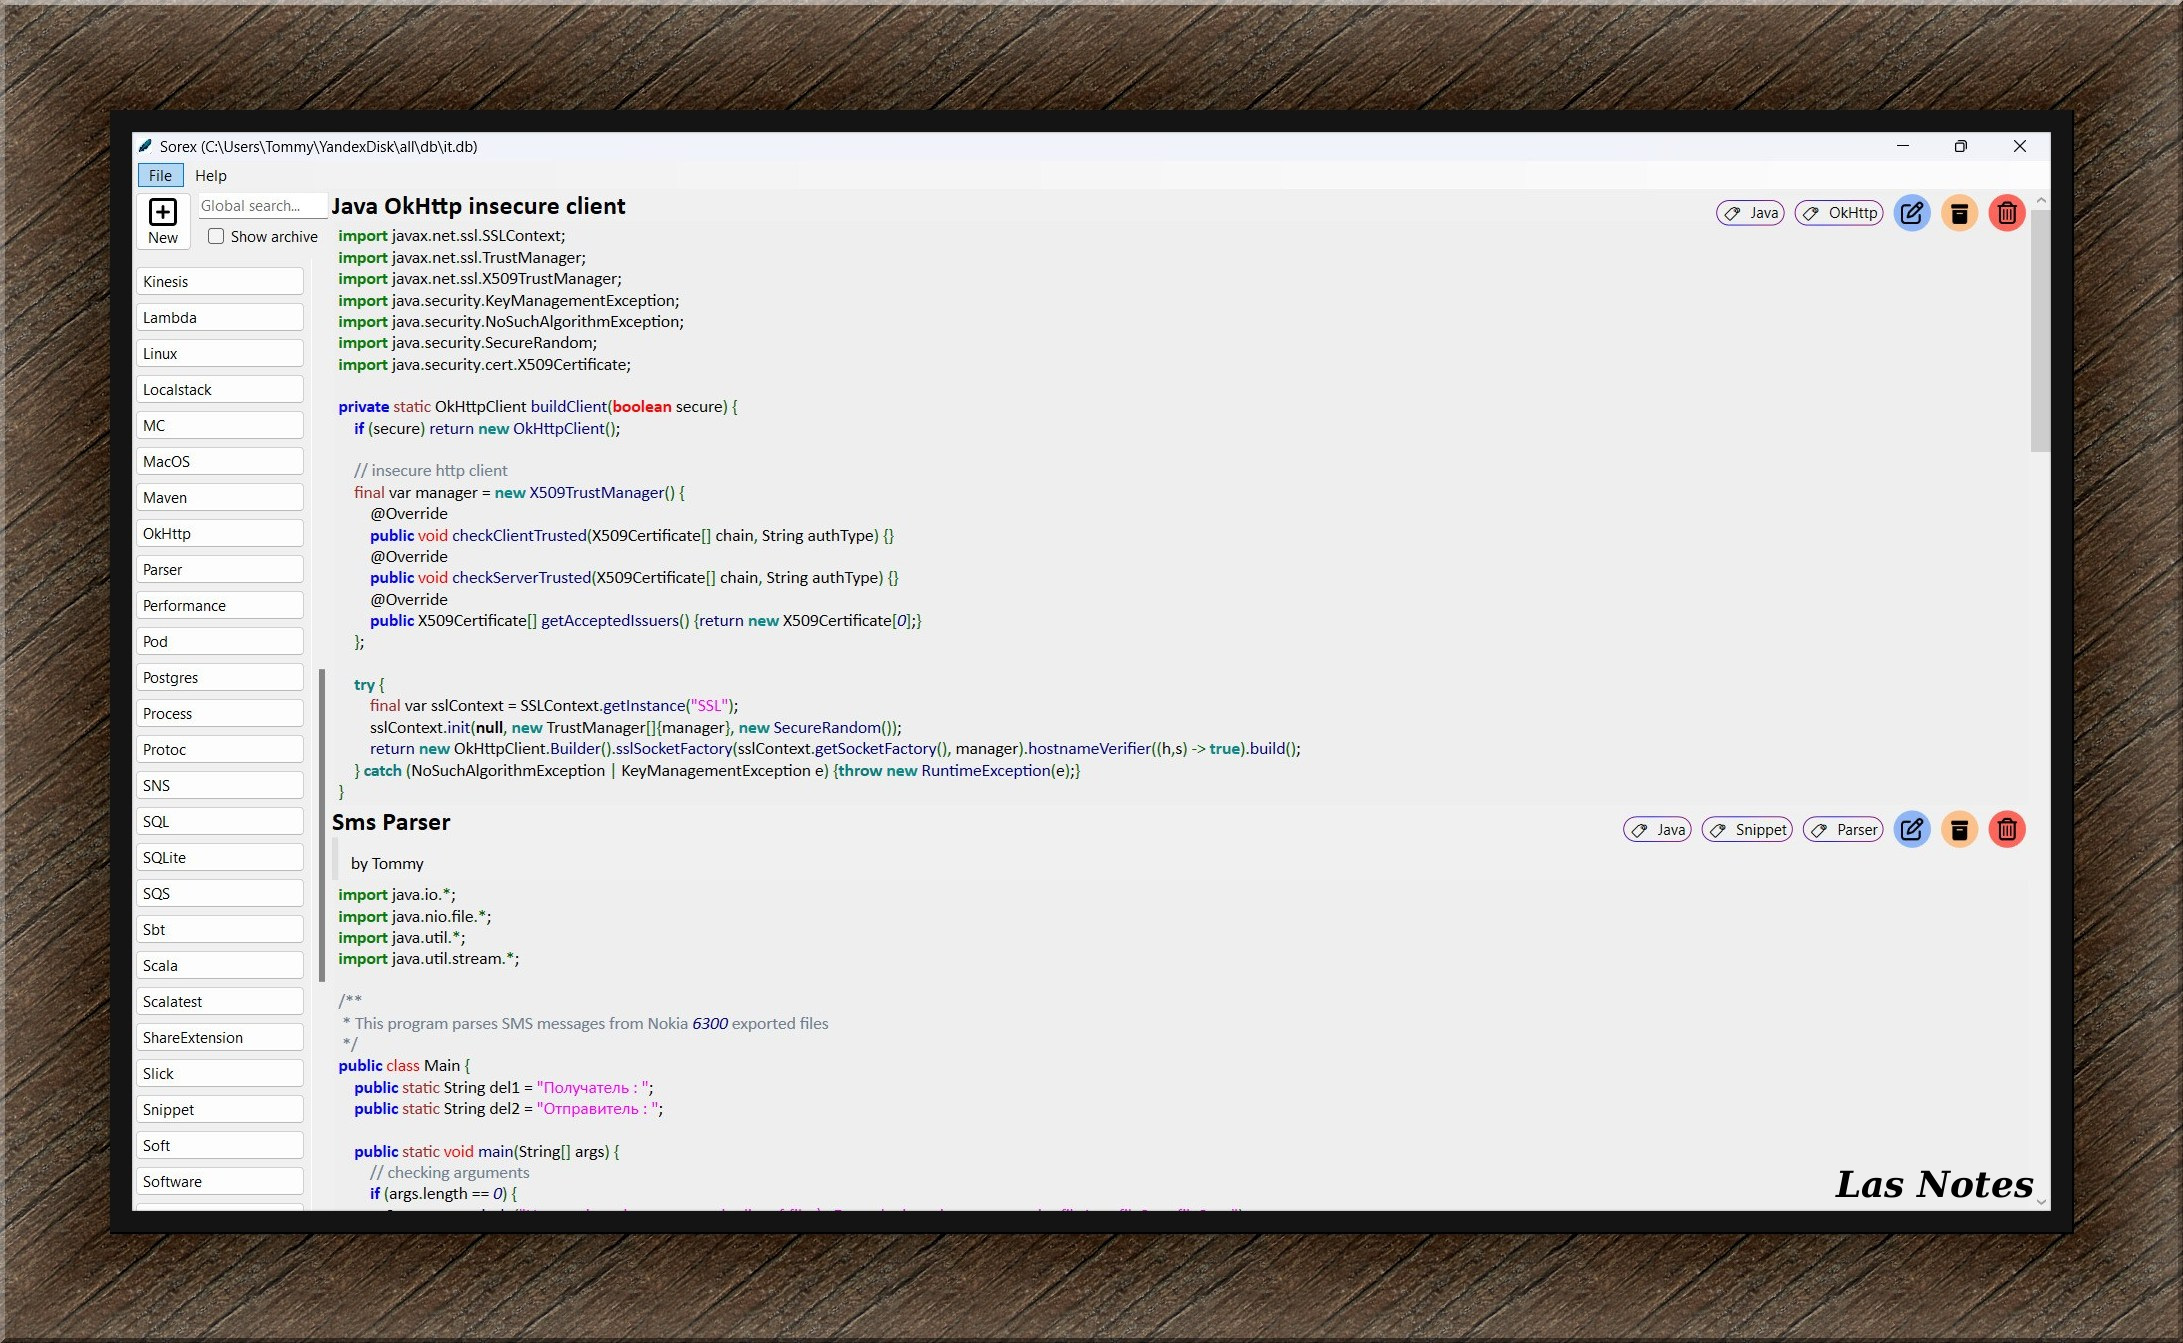 Sorex (C:\Users\Tommy\YandexDisk\all\db\it.db)
File Help
New
Global search...
Show archive
Kinesis
Lambda
Linux
Localstack
MC
MacOS
Maven
OkHttp
Parser
Performance
Pod
Postgres
Process
Protoc
SNS
SQL
SQLite
SQS
Sbt
Scala
Scalatest
ShareExtension
Slick
Snippet
Soft
Software
Java OkHttp insecure client
Java OkHttp
import javax.net.ssl.SSLContext;
import javax.net.ssl.TrustManager;
import javax.net.ssl.X509TrustManager;
import java.security.KeyManagementException;
import java.security.NoSuchAlgorithmException;
import java.security.SecureRandom;
import java.security.cert.X509Certificate;
private static OkHttpClient buildClient(boolean secure) {
if (secure) return new OkHttpClient();
// insecure http client
final var manager = new X509TrustManager() {
@Override
public void checkClientTrusted(X509Certificate[] chain, String authType) {}
@Override
public void checkServerTrusted(X509Certificate[] chain, String authType) {}
@Override
public X509Certificate[] getAcceptedIssuers() {return new X509Certificate[0];}
};
try {
final var sslContext = SSLContext.getInstance("SSL");
sslContext.init(null, new TrustManager[]{manager}, new SecureRandom());
return new OkHttpClient.Builder().sslSocketFactory(sslContext.getSocketFactory(), manager).hostnameVerifier((h,s) -> true).build();
} catch (NoSuchAlgorithmException | KeyManagementException e) {throw new RuntimeException(e);}
}
Sms Parser
Java Snippet Parser
by Tommy
import java.io.*;
import java.nio.file.*;
import java.util.*;
import java.util.stream.*;
/**
* This program parses SMS messages from Nokia 6300 exported files
*/
public class Main {
public static String del1 = "Получатель : ";
public static String del2 = "Отправитель : ";
public static void main(String[] args) {
// checking arguments
if (args.length == 0) {
Las Notes